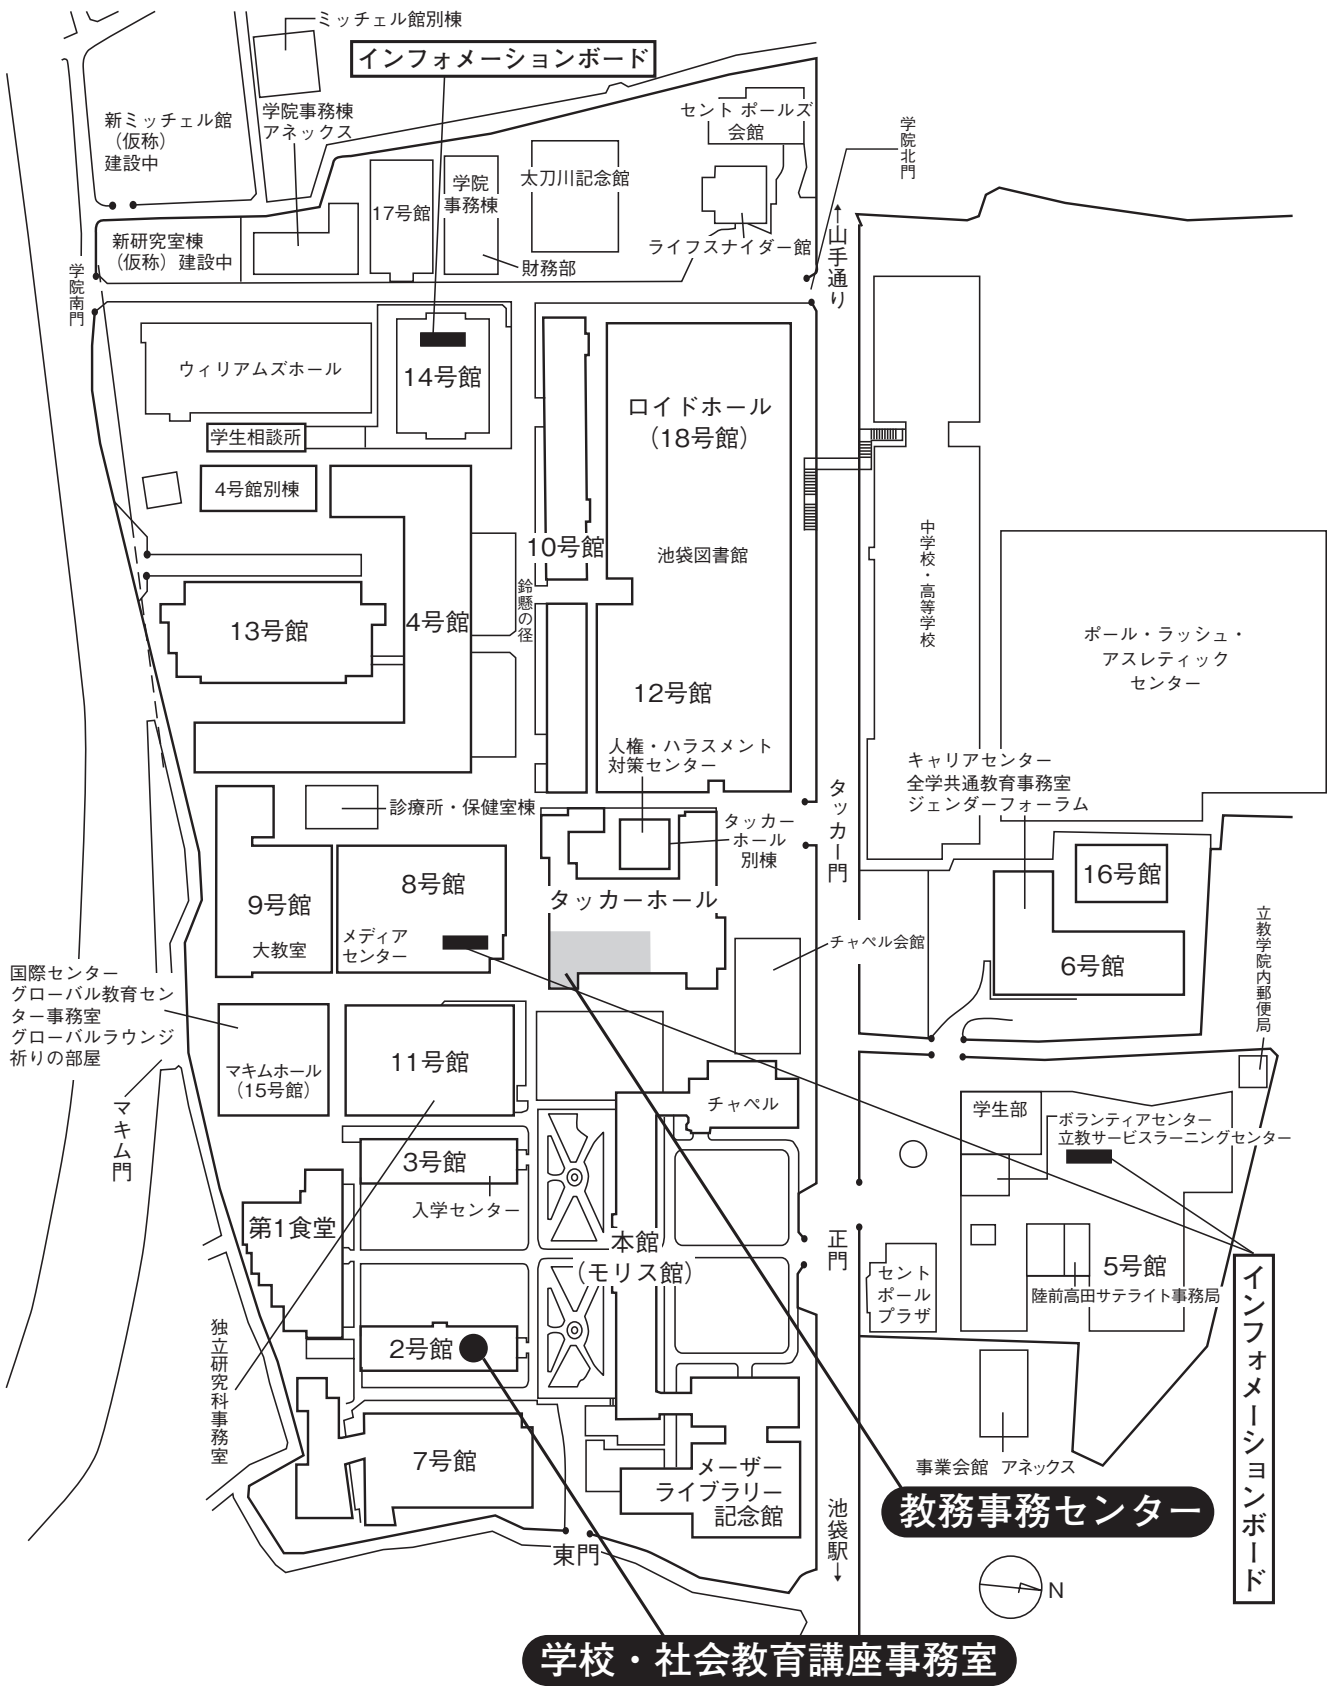 ミッチェル館別棟
インフォメーションボード
学院事務棟
アネックス
新ミッチェル館
（仮称）
建設中
セント ポールズ
会館
学院北門
17号館
学院
事務棟
太刀川記念館
新研究室棟
（仮称）建設中
財務部
ライフスナイダー館
←山手通り
学院南門
ウィリアムズホール
14号館
ロイドホール
（18号館）
学生相談所
4号館別棟
10号館
池袋図書館
中学校・高等学校
鈴懸の径
13号館
4号館
ポール・ラッシュ・
アスレティック
センター
12号館
人権・ハラスメント
対策センター
キャリアセンター
全学共通教育事務室
ジェンダーフォーラム
診療所・保健室棟
タッカー
ホール
別棟
タッカー門
8号館
9号館
大教室
メディア
センター
タッカーホール
16号館
チャペル会館
6号館
立教学院内郵便局
国際センター
グローバル教育セン
ター事務室
グローバルラウンジ
祈りの部屋
マキムホール
（15号館）
11号館
チャペル
マキム門
学生部
ボランティアセンター
立教サービスラーニングセンター
3号館
入学センター
第1食堂
本館
（モリス館）
正門
セント
ポール
プラザ
5号館
陸前高田サテライト事務局
インフォメーションボード
2号館
独立研究科事務室
7号館
メーザー
ライブラリー
記念館
事業会館 アネックス
教務事務センター
池袋駅→
東門
N
学校・社会教育講座事務室